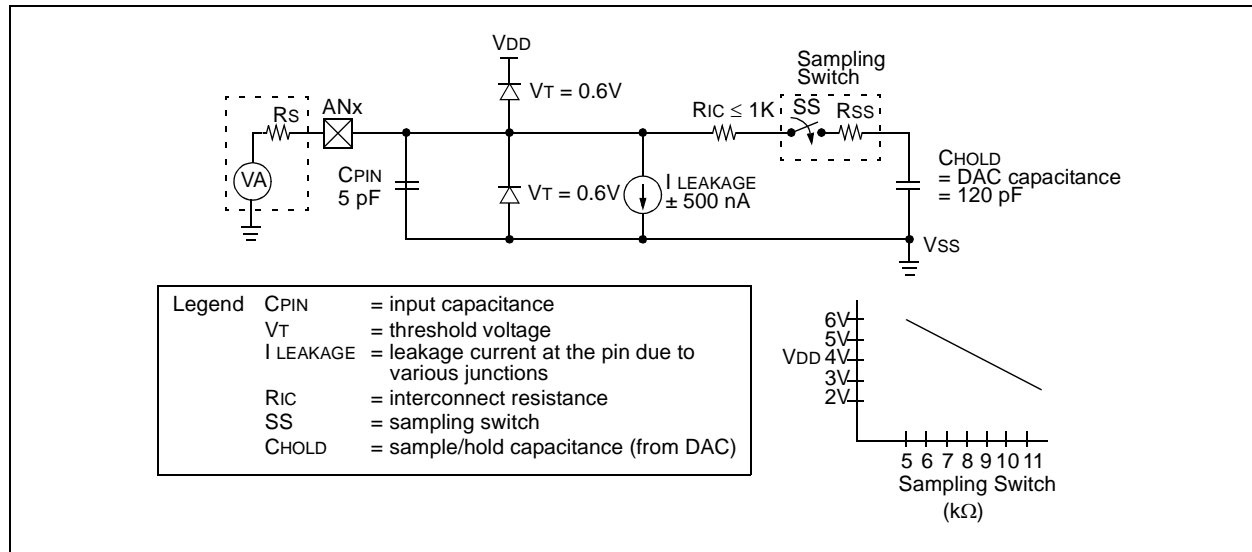 VDD
Sampling
Switch
VT = 0.6V
RS
ANx
RIC ≤ 1K
SS
RSS
VA
CPIN
5 pF
VT = 0.6V
I LEAKAGE
± 500 nA
CHOLD
= DAC capacitance
= 120 pF
VSS
Legend CPIN = input capacitance
VT = threshold voltage
I LEAKAGE = leakage current at the pin due to
various junctions
RIC = interconnect resistance
SS = sampling switch
CHOLD = sample/hold capacitance (from DAC)
6V
5V
VDD 4V
3V
2V
5 6 7 8 9 10 11
Sampling Switch
(kΩ)